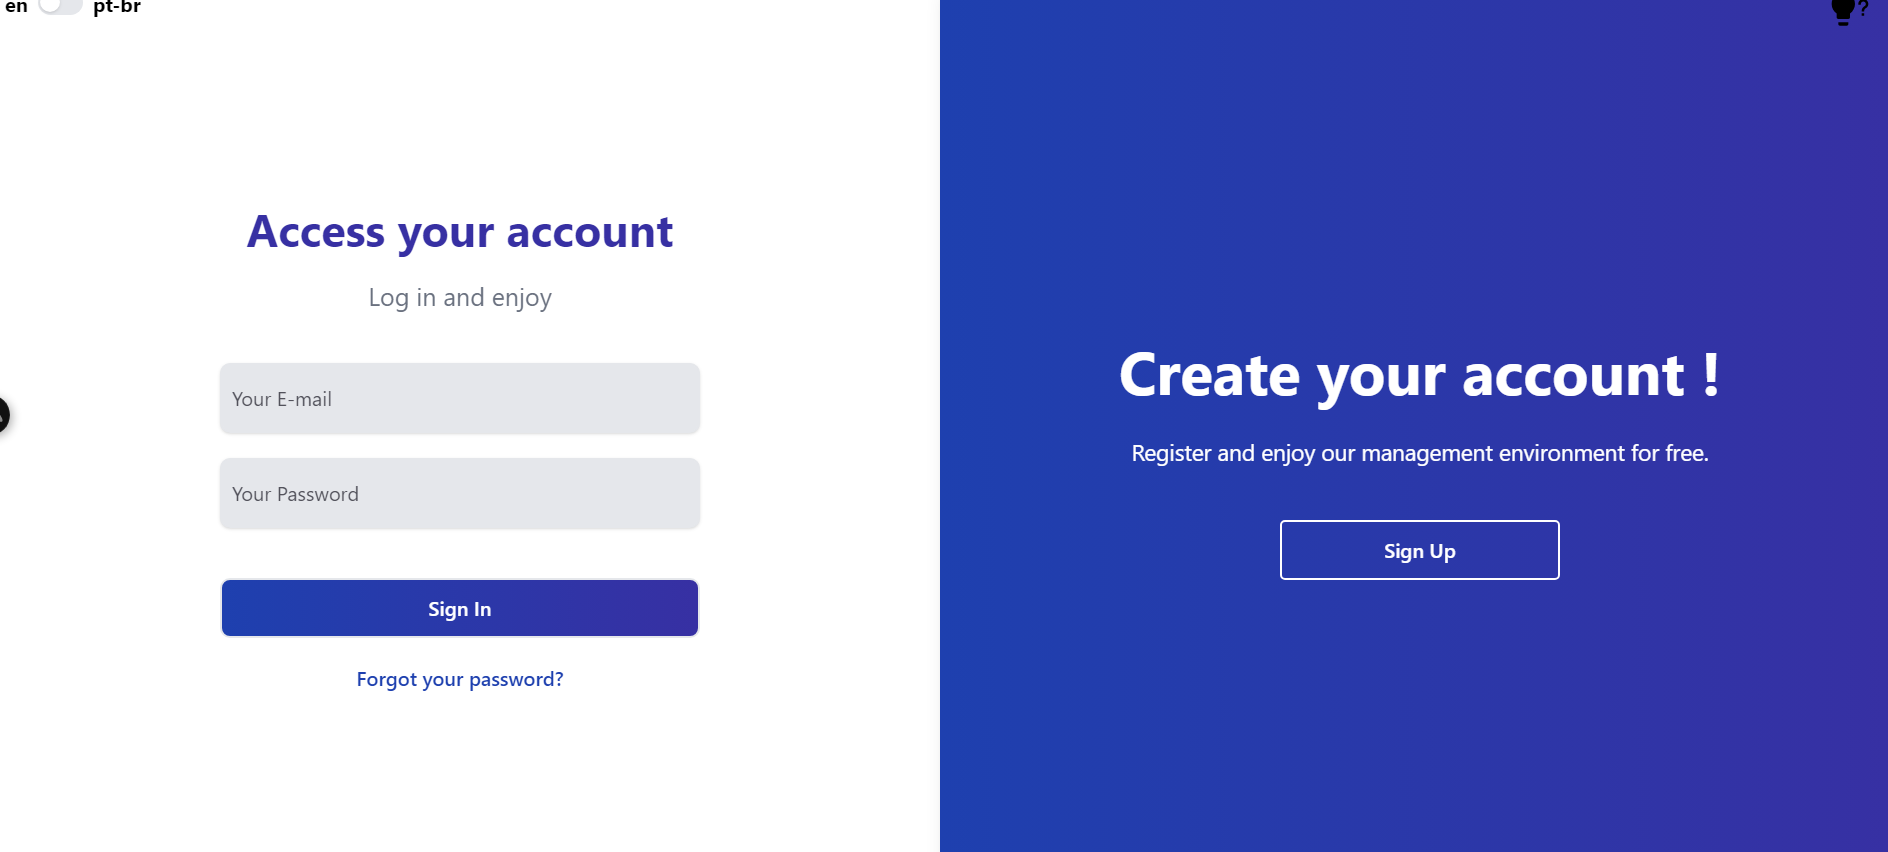 en pt-br
?
Access your account
Log in and enjoy
Your E-mail
Your Password
Sign In
Forgot your password?
Create your account !
Register and enjoy our management environment for free.
Sign Up